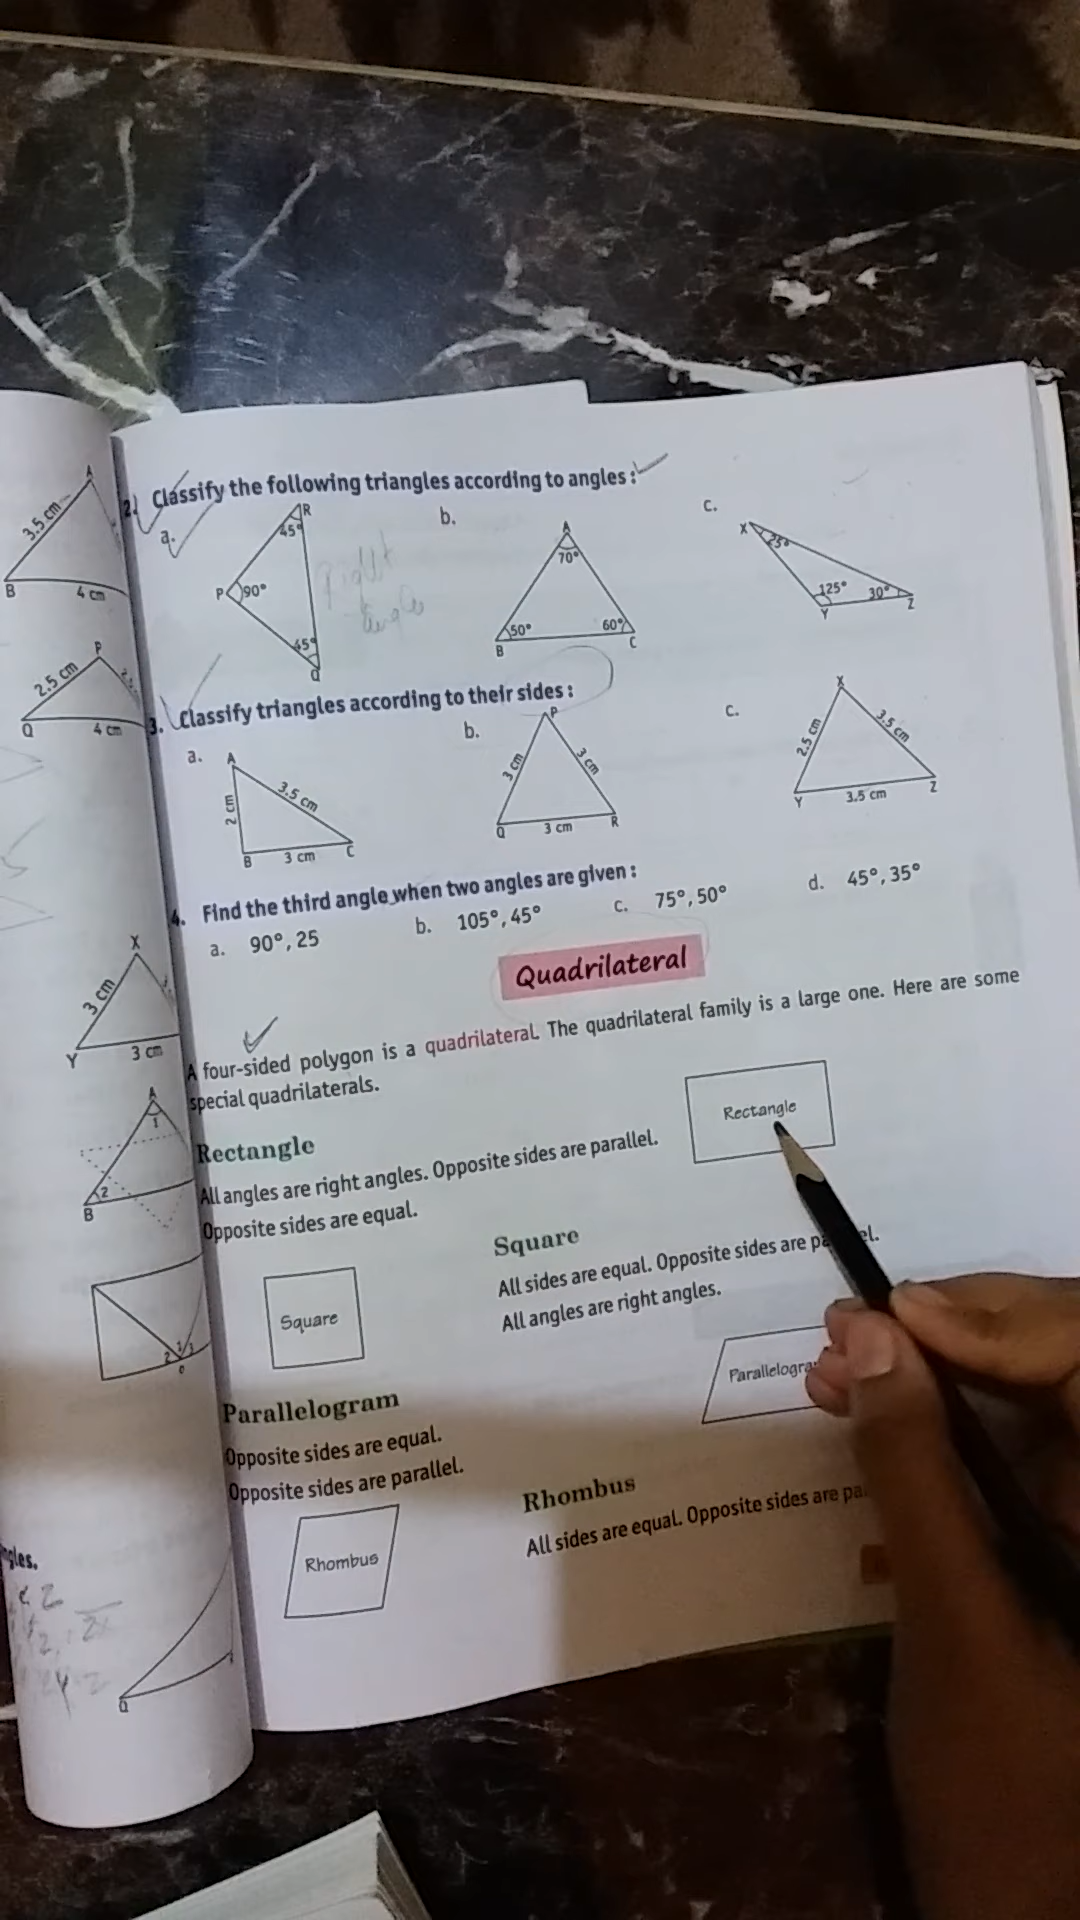 2. Classify the following triangles according to angles :
a.
R
45°
P
90°
45°
Q
Right
b.
A
70°
50°
60°
B
C
c.
X
25°
125°
30°
Y
Z
3. Classify triangles according to their sides :
a.
A
2 cm
3.5 cm
B
3 cm
C
b.
P
3 cm
3 cm
Q
3 cm
R
c.
X
2.5 cm
3.5 cm
Y
3.5 cm
Z
4. Find the third angle when two angles are given :
a. 90°, 25
b. 105°, 45°
c. 75°, 50°
d. 45°, 35°
Quadrilateral
A four-sided polygon is a quadrilateral. The quadrilateral family is a large one. Here are some
special quadrilaterals.
Rectangle
All angles are right angles. Opposite sides are parallel.
Opposite sides are equal.
Rectangle
Square
All sides are equal. Opposite sides are
All angles are right angles.
Square
Parallelogram
Opposite sides are equal.
Opposite sides are parallel.
Rhombus
All sides are equal. Opposite sides are
Rhombus
A
3.5 cm
B
4 cm
P
2.5 cm
Q
4 cm
X
3 cm
Y
3 cm
A
1
2
B
2
1
3
Q